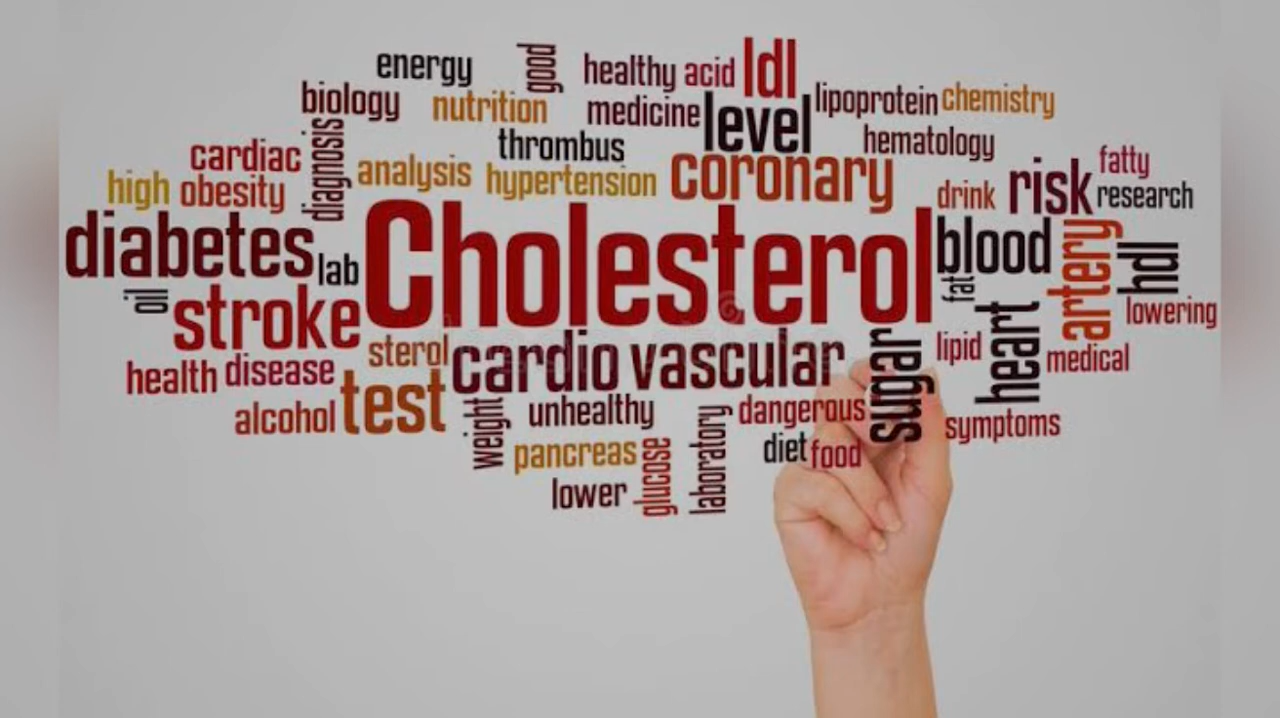 energy good healthy acid ldl
biology nutrition medicine level lipoprotein chemistry
cardiac diagnosis thrombus hematology
high obesity analysis hypertension coronary drink risk fatty
research
diabetes lab Cholesterol blood artery hdl
oil stroke fat lowering
health disease sterol cardio vascular sugar lipid heart medical
alcohol test weight unhealthy laboratory dangerous symptoms
pancreas glucose diet food
lower